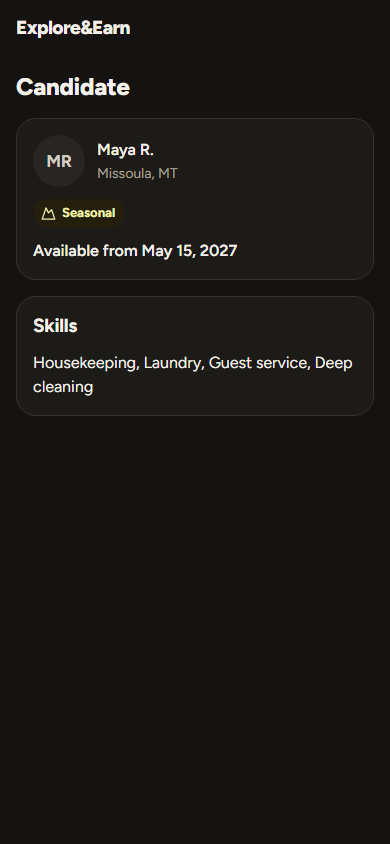 Explore&Earn
Candidate
MR
Maya R.
Missoula, MT
Seasonal
Available from May 15, 2027
Skills
Housekeeping, Laundry, Guest service, Deep
cleaning